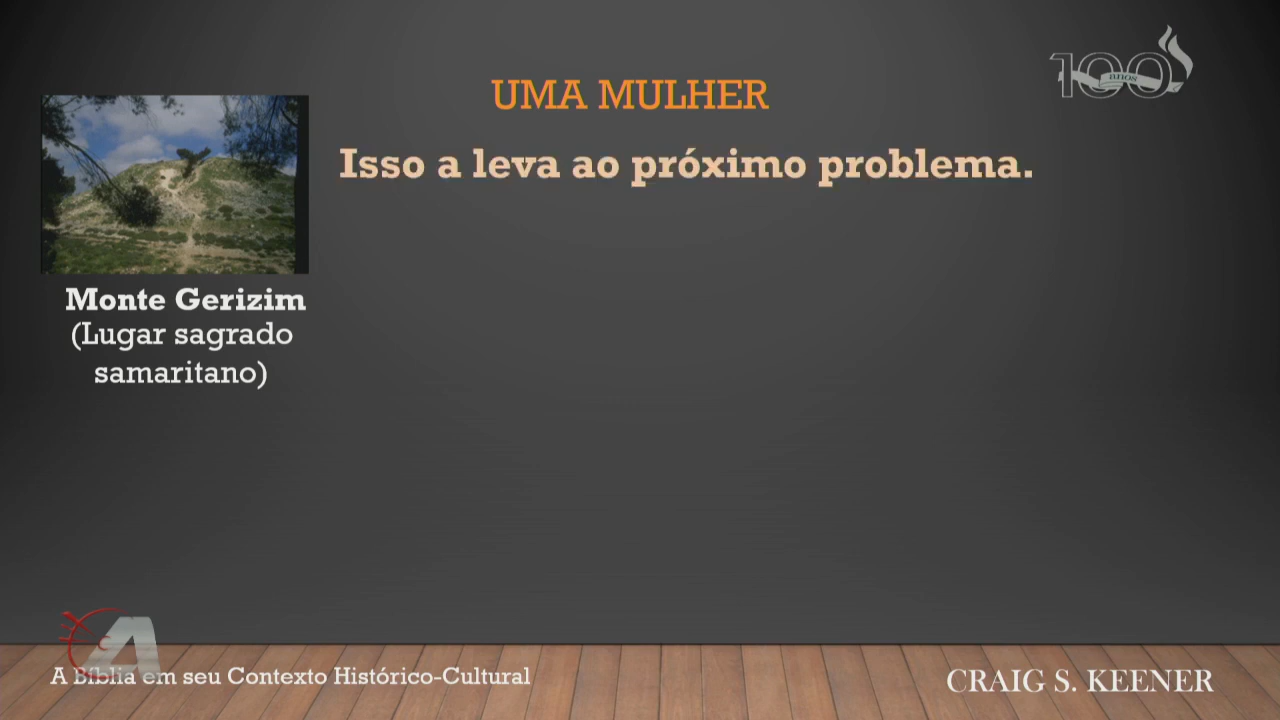 UMA MULHER
100
anos
Isso a leva ao próximo problema.
Monte Gerizim
(Lugar sagrado
samaritano)
A Bíblia em seu Contexto Histórico-Cultural
CRAIG S. KEENER